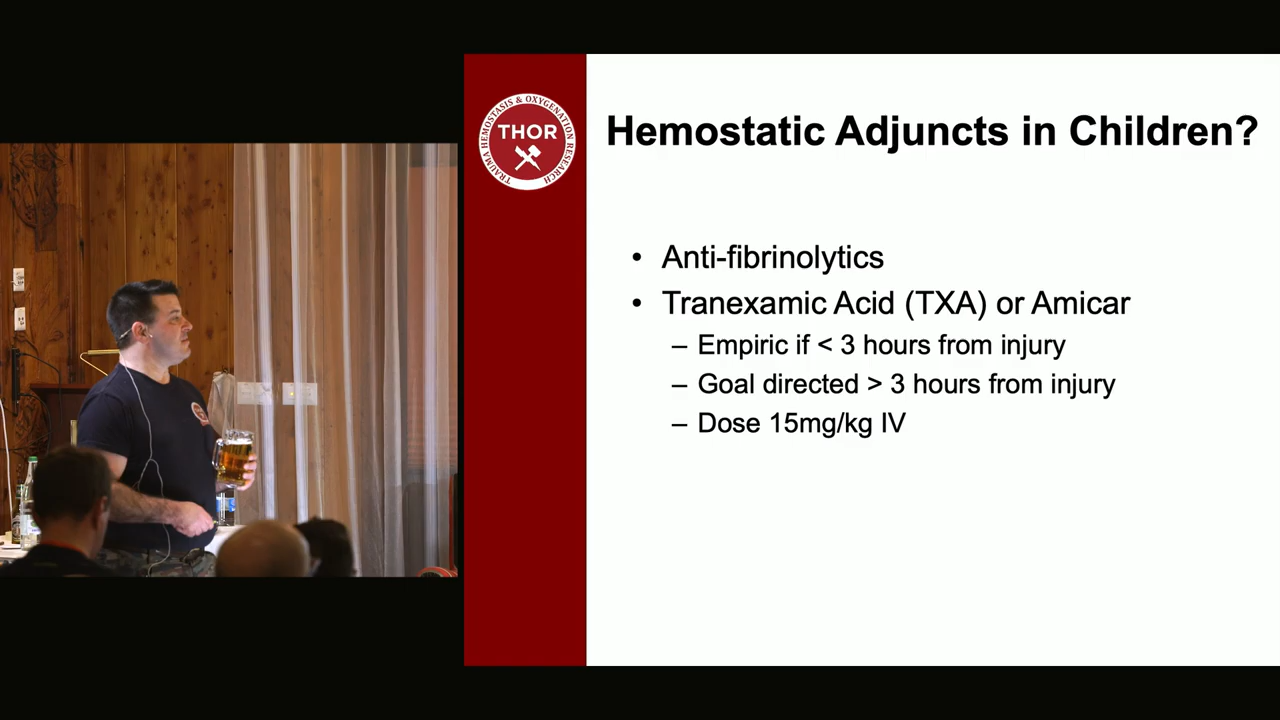 TRAUMA HEMOSTASIS & OXYGENATION RESEARCH
THOR
Hemostatic Adjuncts in Children?
• Anti-fibrinolytics
• Tranexamic Acid (TXA) or Amicar
– Empiric if < 3 hours from injury
– Goal directed > 3 hours from injury
– Dose 15mg/kg IV